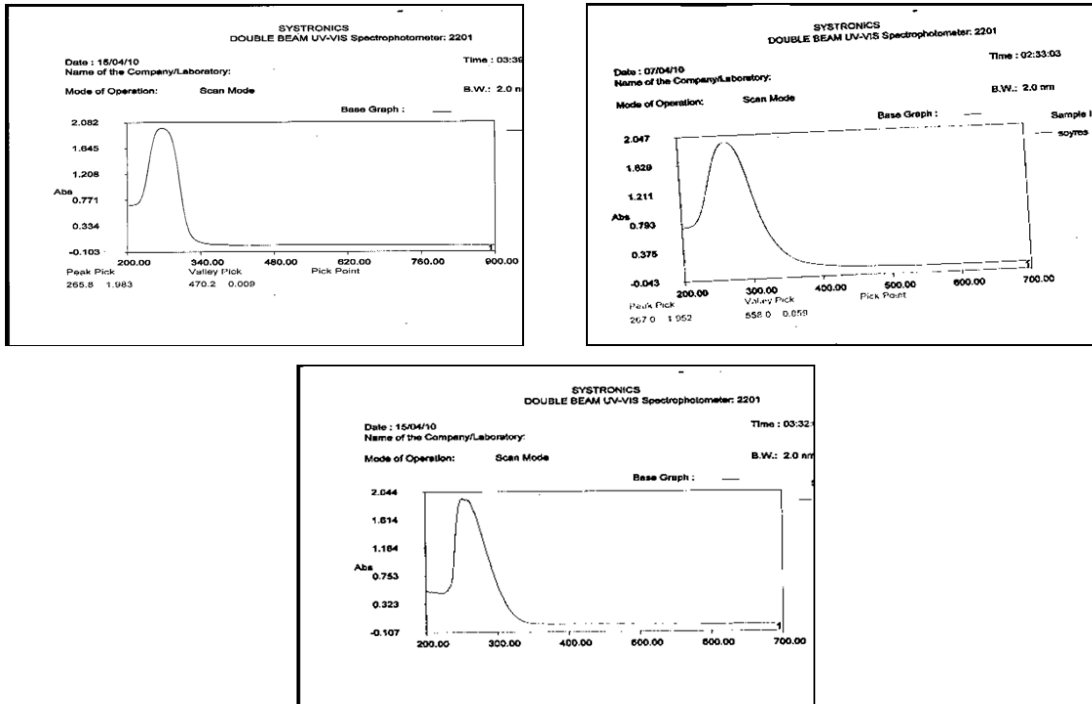 SYSTRONICS
DOUBLE BEAM UV-VIS Spectrophotometer: 2201
Date : 15/04/10
Time : 03:39
Name of the Company/Laboratory:
Mode of Operation: Scan Mode
B.W.: 2.0 nm
Base Graph :
2.082
1.645
1.208
Abs
0.771
0.334
-0.103
200.00 340.00 480.00 620.00 760.00 900.00
1
Peak Pick Valley Pick Pick Point
265.8 1.983 470.2 0.009
SYSTRONICS
DOUBLE BEAM UV-VIS Spectrophotometer: 2201
Date : 07/04/10
Time : 02:33:03
Name of the Company/Laboratory:
Mode of Operation: Scan Mode
B.W.: 2.0 nm
Base Graph :
Sample
soyres
2.047
1.629
1.211
Abs
0.793
0.375
-0.043
200.00 300.00 400.00 500.00 600.00 700.00
1
Peak Pick Valley Pick Pick Point
267.0 1.952 558.0 0.059
SYSTRONICS
DOUBLE BEAM UV-VIS Spectrophotometer: 2201
Date : 15/04/10
Time : 03:32:
Name of the Company/Laboratory:
Mode of Operation: Scan Mode
B.W.: 2.0 nm
Base Graph :
2.044
1.614
1.184
Abs
0.753
0.323
-0.107
200.00 300.00 400.00 500.00 600.00 700.00
1